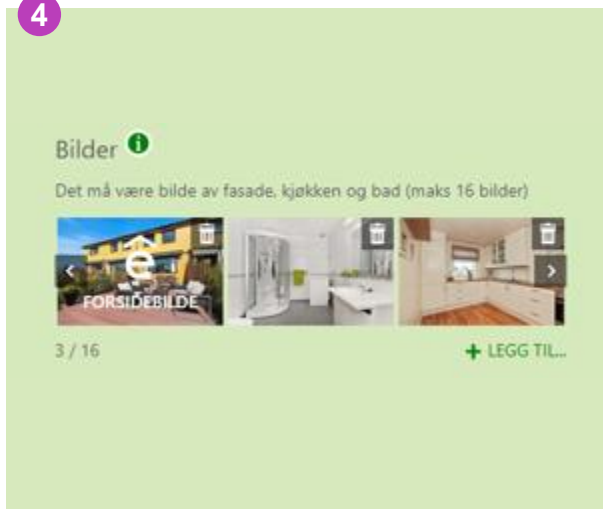 4
Bilder
Det må være bilde av fasade, kjøkken og bad (maks 16 bilder)
e
FORSIDEBILDE
3 / 16
+ LEGG TIL...